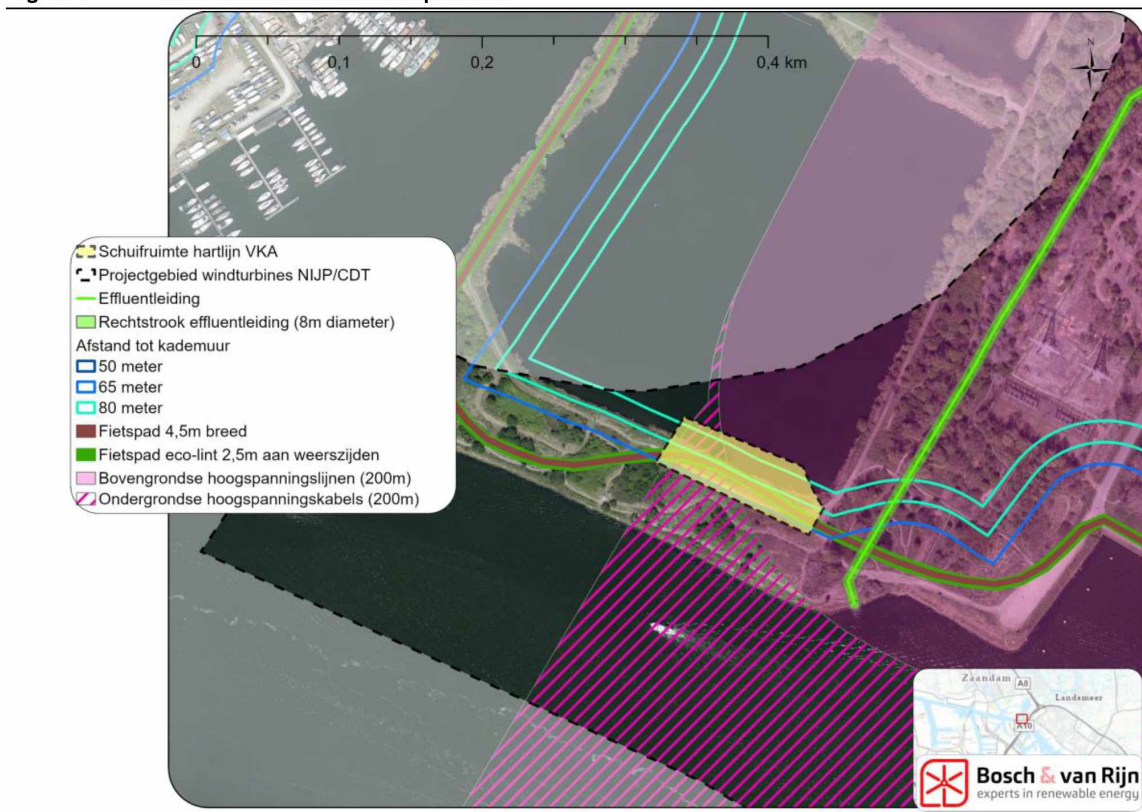 0
0,1
0,2
0,4 km
N
Schuifruimte hartlijn VKA
Projectgebied windturbines NIJP/CDT
Effluentleiding
Rechtstrook effluentleiding (8m diameter)
Afstand tot kademuur
50 meter
65 meter
80 meter
Fietspad 4,5m breed
Fietspad eco-lint 2,5m aan weerszijden
Bovengrondse hoogspanningslijnen (200m)
Ondergrondse hoogspanningskabels (200m)
Zaandam
A8
Landsmeer
A10
Bosch & van Rijn
experts in renewable energy